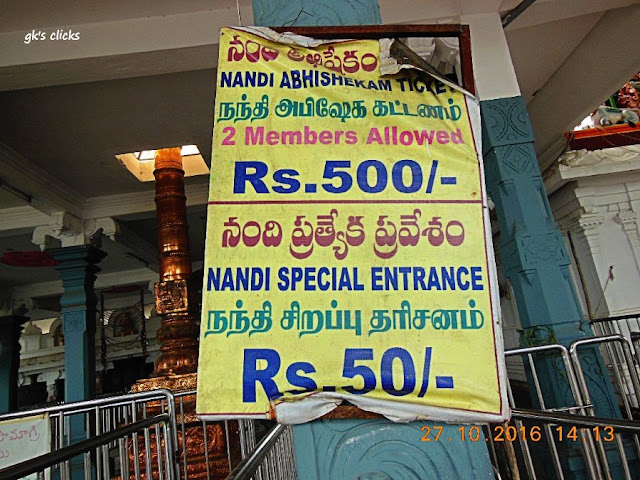 gk's clicks
నంది అభిషేకం
NANDI ABHISHEKAM TICKET
நந்தி அபிஷேக கட்டணம்
2 Members Allowed
Rs.500/-
నంది ప్రత్యేక ప్రవేశం
NANDI SPECIAL ENTRANCE
நந்தி சிறப்பு தரிசனம்
Rs.50/-
27.10.2016 14 13